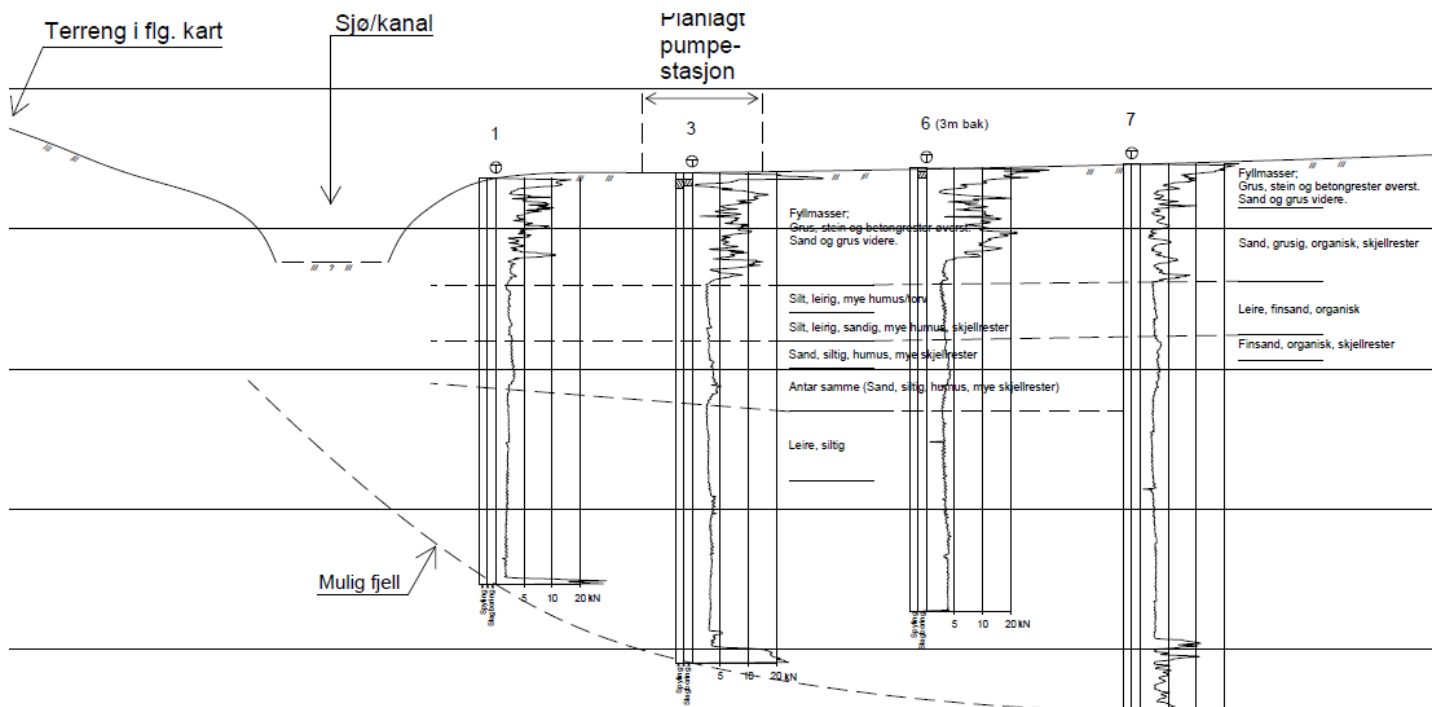 Terreng i flg. kart
Sjø/kanal
Planlagt
pumpe-
stasjon
1
3
6 (3m bak)
7
Fyllmasser;
Grus, stein og betongrester øverst.
Sand og grus videre.
Fyllmasser;
Grus, stein og betongrester øverst.
Sand og grus videre.
Sand, grusig, organisk, skjellrester
?
Silt, leirig, mye humus/torv
Silt, leirig, sandig, mye humus, skjellrester
Sand, siltig, humus, mye skjellrester
Antar samme (Sand, siltig, humus, mye skjellrester)
Leire, siltig
Leire, finsand, organisk
Finsand, organisk, skjellrester
Mulig fjell
Spyling
Slagboring
5 10 20 kN
Spyling
Slagboring
5 10 20 kN
Spyling
Slagboring
5 10 20 kN